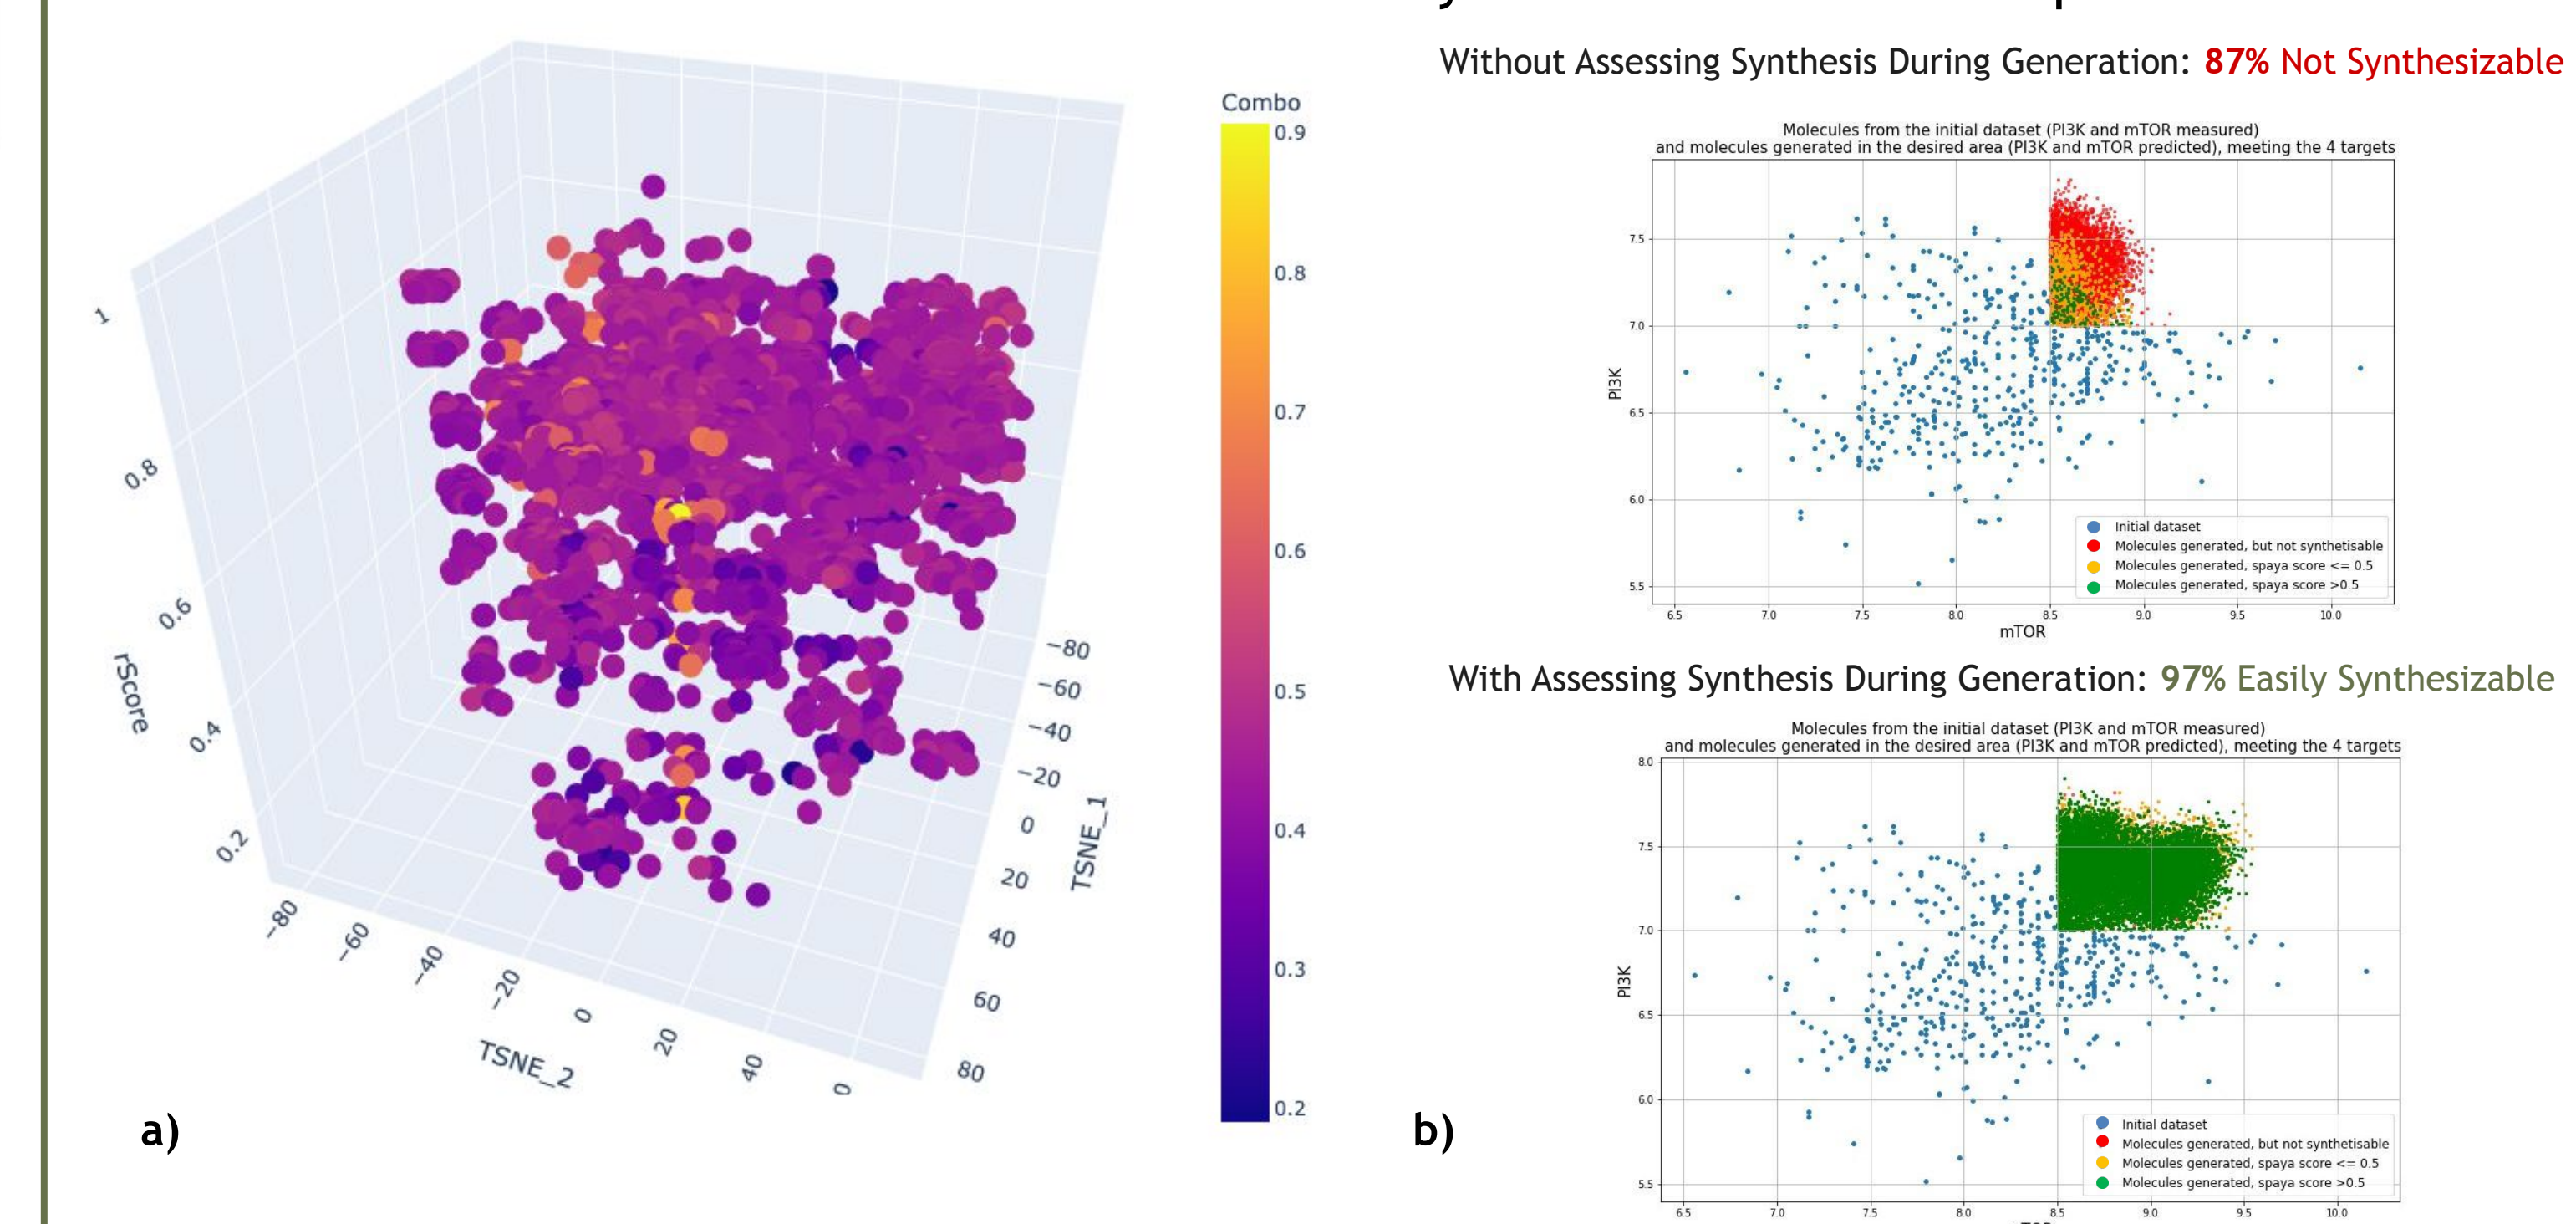 Combo
0.9
0.8
0.7
0.6
0.5
0.4
0.3
0.2
1
0.8
0.6
0.4
0.2
rScore
−80
−60
−40
−20
0
20
40
0
TSNE_2
−80
−60
−40
−20
0
20
40
60
80
TSNE_1
a)
Without Assessing Synthesis During Generation: 87% Not Synthesizable
Molecules from the initial dataset (PI3K and mTOR measured)
and molecules generated in the desired area (PI3K and mTOR predicted), meeting the 4 targets
7.5
7.0
6.5
6.0
5.5
PI3K
Initial dataset
Molecules generated, but not synthetisable
Molecules generated, spaya score <= 0.5
Molecules generated, spaya score >0.5
6.5 7.0 7.5 8.0 8.5 9.0 9.5 10.0
mTOR
With Assessing Synthesis During Generation: 97% Easily Synthesizable
Molecules from the initial dataset (PI3K and mTOR measured)
and molecules generated in the desired area (PI3K and mTOR predicted), meeting the 4 targets
8.0
7.5
7.0
6.5
6.0
5.5
PI3K
Initial dataset
Molecules generated, but not synthetisable
Molecules generated, spaya score <= 0.5
Molecules generated, spaya score >0.5
6.5 7.0 7.5 8.0 8.5 9.0 9.5 10.0
b)